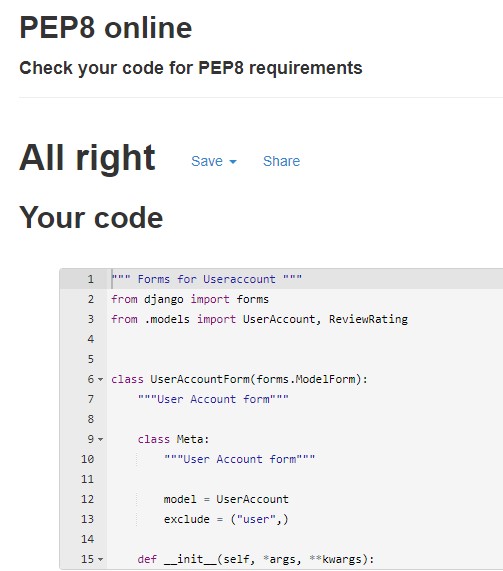 PEP8 online
Check your code for PEP8 requirements
All right Save Share
Your code
1 """ Forms for Useraccount """
2 from django import forms
3 from .models import UserAccount, ReviewRating
4
5
6 class UserAccountForm(forms.ModelForm):
7     """User Account form"""
8
9     class Meta:
10         """User Account form"""
11
12         model = UserAccount
13         exclude = ("user",)
14
15     def __init__(self, *args, **kwargs):